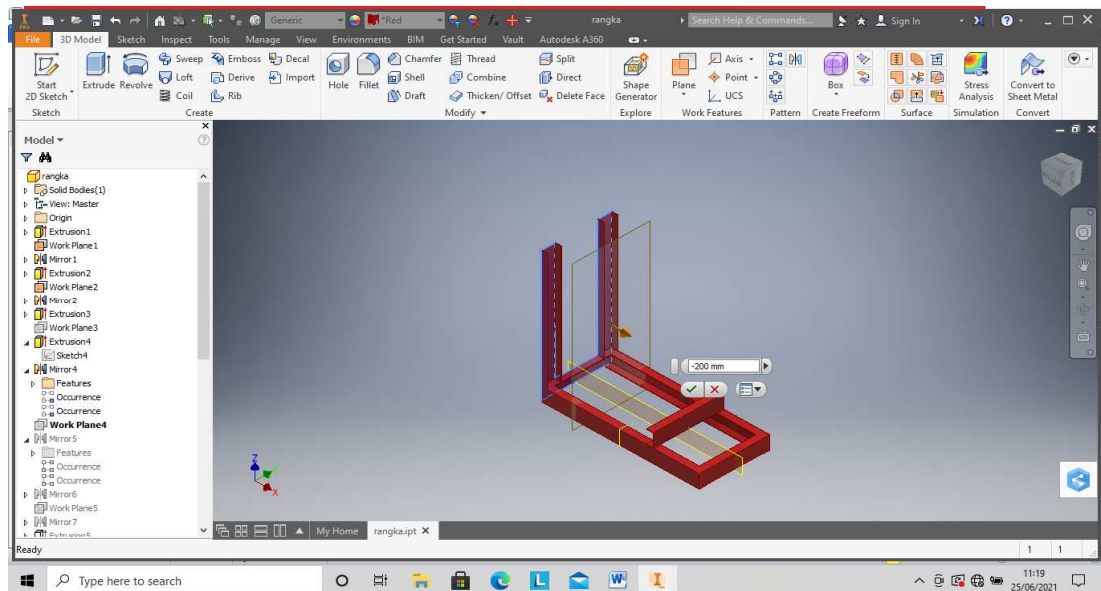 Generic
*Red
rangka
Search Help & Commands...
Sign In
File 3D Model Sketch Inspect Tools Manage View Environments BIM Get Started Vault Autodesk A360
Start
2D Sketch
Extrude Revolve
Sweep Emboss Decal
Loft Derive Import
Coil Rib
Hole Fillet
Chamfer Thread Split
Shell Combine Direct
Draft Thicken/ Offset Delete Face
Shape
Generator
Plane
Axis
Point
UCS
Box
Stress
Analysis
Convert to
Sheet Metal
Sketch Create Modify Explore Work Features Pattern Create Freeform Surface Simulation Convert
Model
rangka
Solid Bodies(1)
View: Master
Origin
Extrusion1
Work Plane1
Mirror1
Extrusion2
Work Plane2
Mirror2
Extrusion3
Work Plane3
Extrusion4
Sketch4
Mirror4
Features
Occurrence
Occurrence
Work Plane4
Mirror5
Features
Occurrence
Occurrence
Mirror6
Work Plane5
Mirror7
Extrusion5
-200 mm
Z
X
My Home rangka.ipt
Ready
1 1
Type here to search
11:19
25/06/2021